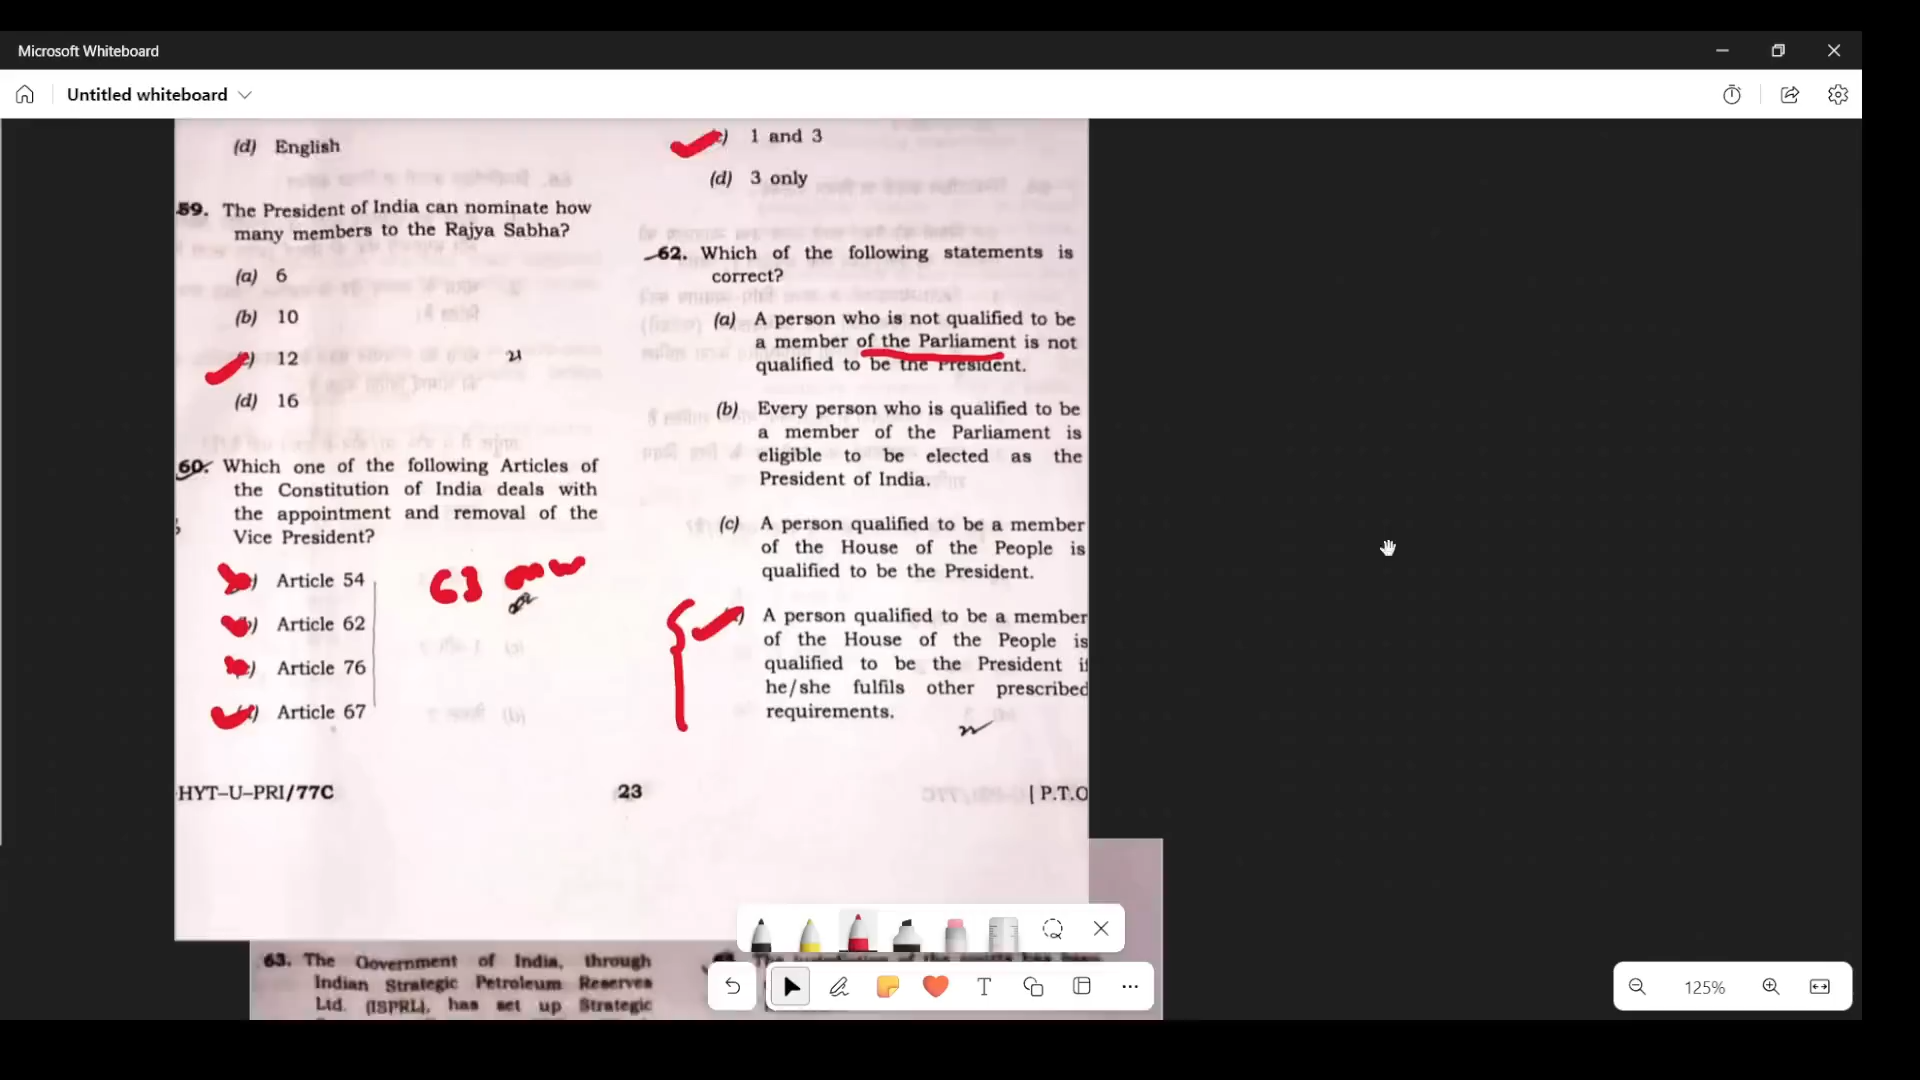 Microsoft Whiteboard
Untitled whiteboard
(d) English
59. The President of India can nominate how
many members to the Rajya Sabha?
(a) 6
(b) 10
12
(d) 16
60. Which one of the following Articles of
the Constitution of India deals with
the appointment and removal of the
Vice President?
Article 54
63
Article 62
Article 76
Article 67
1 and 3
(d) 3 only
62. Which of the following statements is
correct?
(a) A person who is not qualified to be
a member of the Parliament is not
qualified to be the President.
(b) Every person who is qualified to be
a member of the Parliament is
eligible to be elected as the
President of India.
(c) A person qualified to be a member
of the House of the People is
qualified to be the President.
A person qualified to be a member
of the House of the People is
qualified to be the President if
he/she fulfils other prescribed
requirements.
HYT-U-PRI/77C
23
[ P.T.O
63. The Government of India, through
Indian Strategic Petroleum Reserves
Ltd. (ISPRL), has set up Strategic
125%